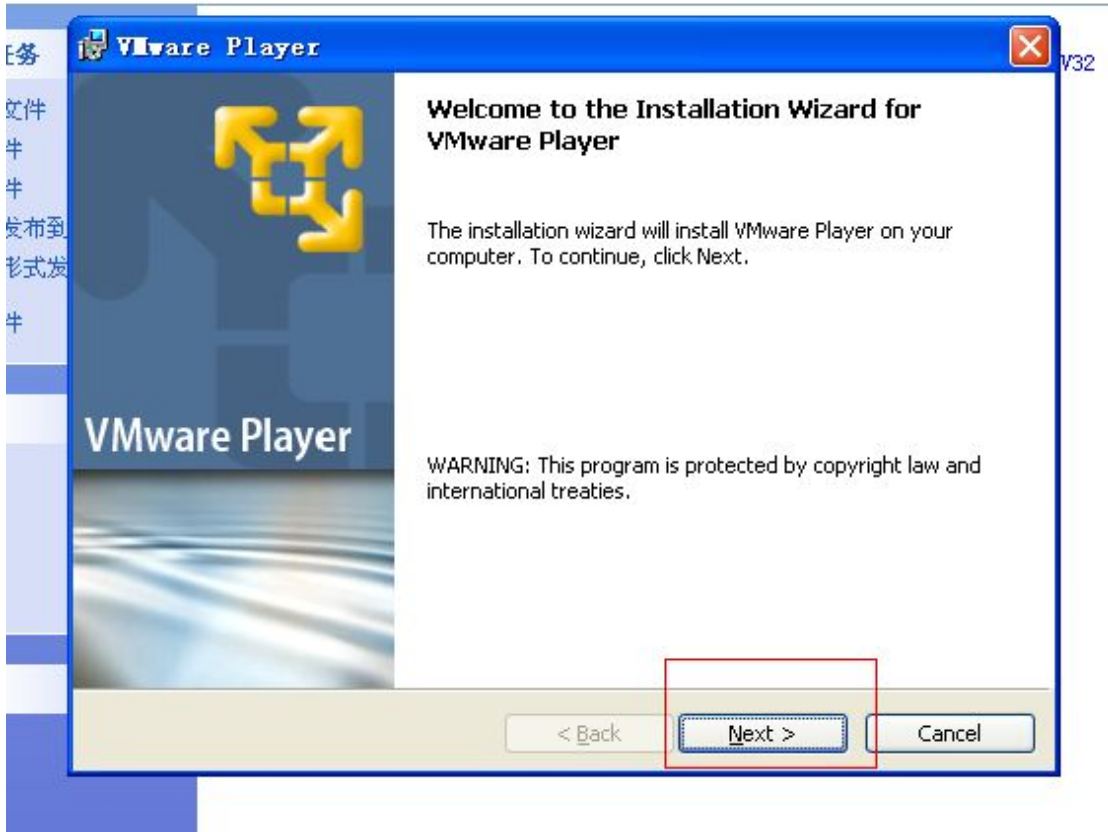 任务
VMware Player
V32
文件
件
件
发布到
形式发
件
Welcome to the Installation Wizard for
VMware Player
The installation wizard will install VMware Player on your
computer. To continue, click Next.
VMware Player
WARNING: This program is protected by copyright law and
international treaties.
< Back
Next >
Cancel